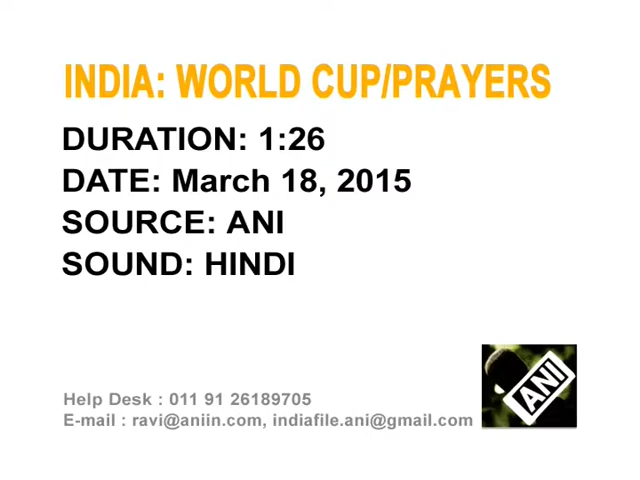 INDIA: WORLD CUP/PRAYERS
DURATION: 1:26
DATE: March 18, 2015
SOURCE: ANI
SOUND: HINDI
Help Desk : 011 91 26189705
E-mail : ravi@aniin.com, indiafile.ani@gmail.com
ANI